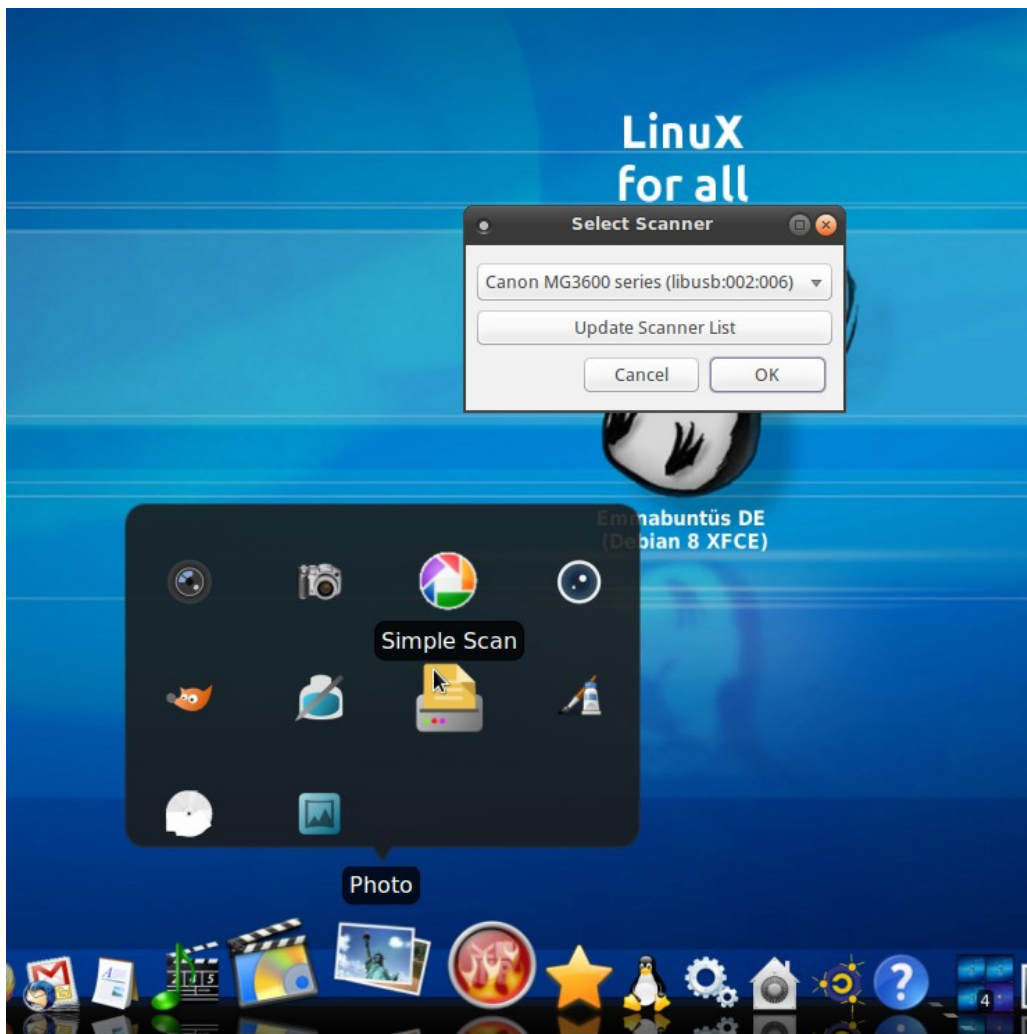 LinuX
for all
Select Scanner
Canon MG3600 series (libusb:002:006)
Update Scanner List
Cancel
OK
Emmabuntüs DE
(Debian 8 XFCE)
Simple Scan
Photo
4